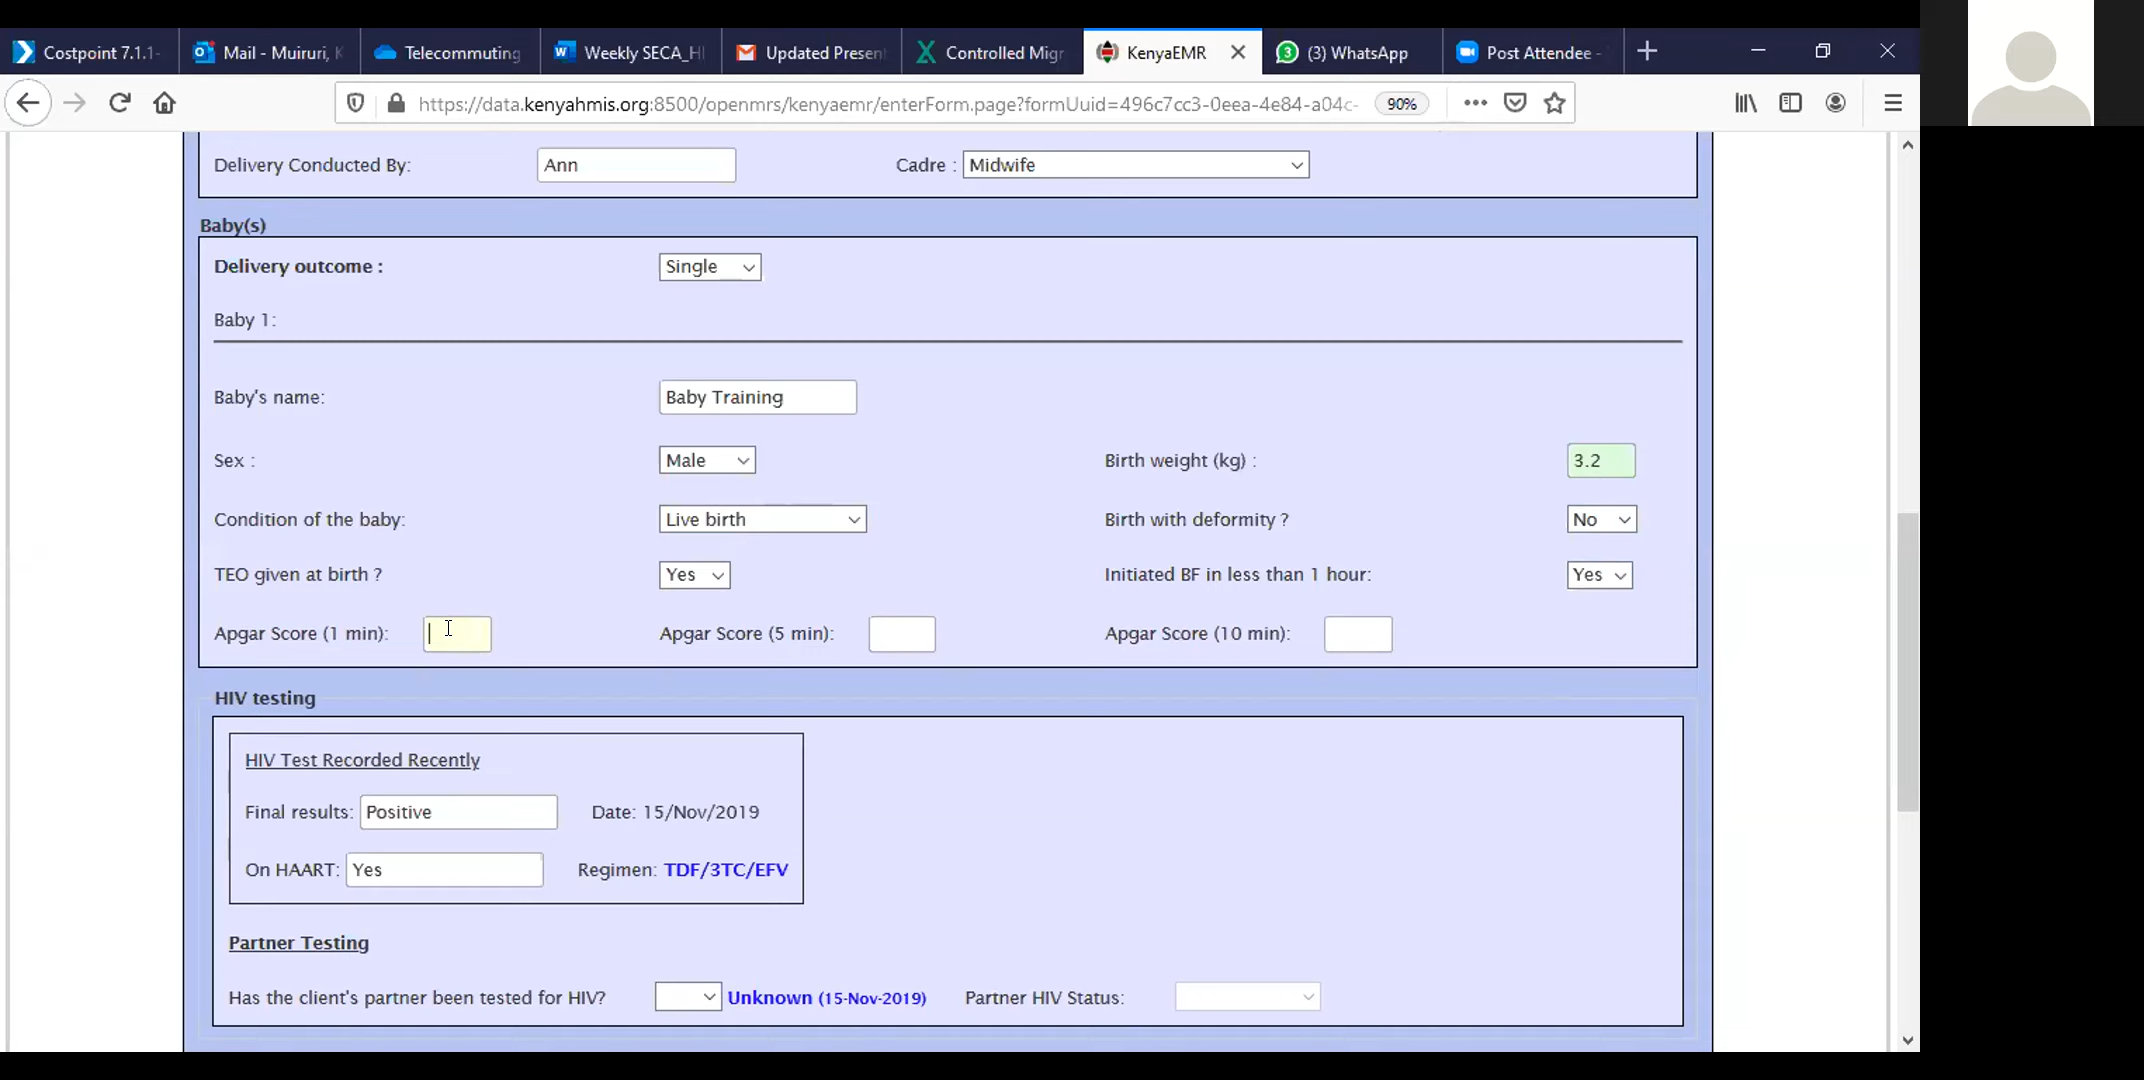 Costpoint 7.1.1- Mail - Muiruri, K Telecommuting Weekly SECA_HI Updated Presen Controlled Migr KenyaEMR (3) WhatsApp Post Attendee -
https://data.kenyahmis.org:8500/openmrs/kenyaemr/enterForm.page?formUuid=496c7cc3-0eea-4e84-a04c- 90%
Delivery Conducted By: Ann Cadre : Midwife
Baby(s)
Delivery outcome : Single
Baby 1:
Baby's name: Baby Training
Sex : Male Birth weight (kg) : 3.2
Condition of the baby: Live birth Birth with deformity ? No
TEO given at birth ? Yes Initiated BF in less than 1 hour: Yes
Apgar Score (1 min): Apgar Score (5 min): Apgar Score (10 min):
HIV testing
HIV Test Recorded Recently
Final results: Positive Date: 15/Nov/2019
On HAART: Yes Regimen: TDF/3TC/EFV
Partner Testing
Has the client's partner been tested for HIV? Unknown (15-Nov-2019) Partner HIV Status: